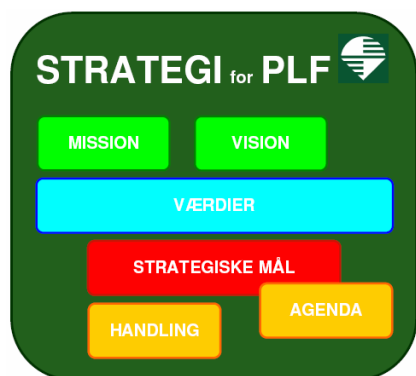 STRATEGI for PLF
MISSION
VISION
VÆRDIER
STRATEGISKE MÅL
AGENDA
HANDLING